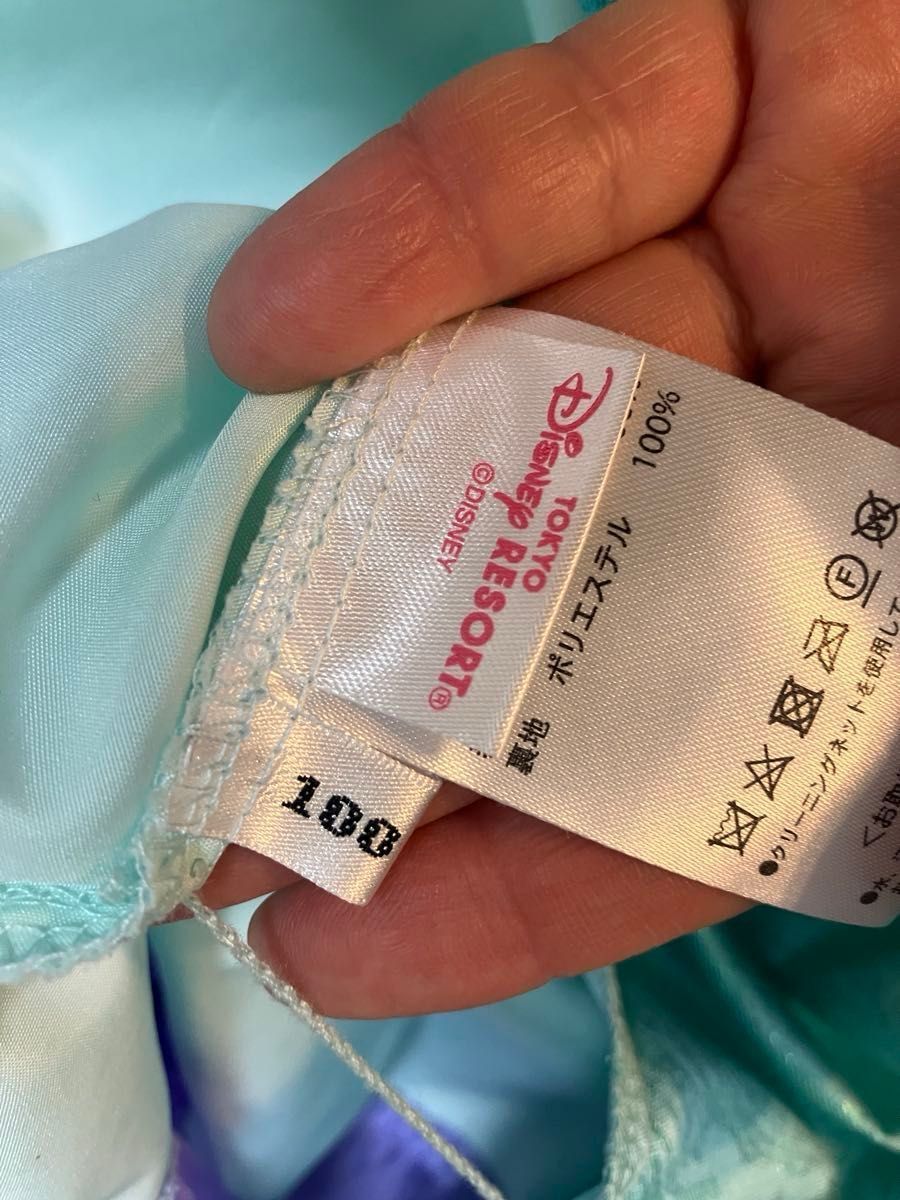 TOKYO
DISNEY RESORT®
©DISNEY
100
100%
裏地 ポリエステル 100%
●クリーニングネットを使用して